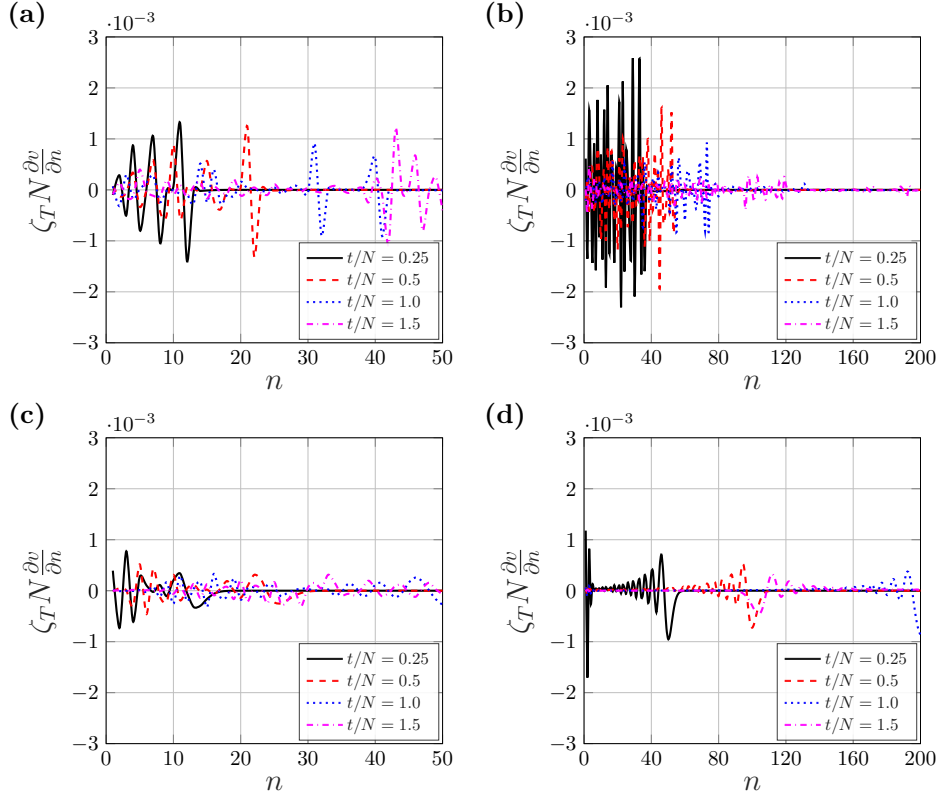 (a)
·10⁻³
3
2
1
0
−1
−2
−3
ζ_T N ∂v/∂n
0 10 20 30 40 50
n
t/N = 0.25
t/N = 0.5
t/N = 1.0
t/N = 1.5
(b)
·10⁻³
3
2
1
0
−1
−2
−3
ζ_T N ∂v/∂n
0 40 80 120 160 200
n
t/N = 0.25
t/N = 0.5
t/N = 1.0
t/N = 1.5
(c)
·10⁻³
3
2
1
0
−1
−2
−3
ζ_T N ∂v/∂n
0 10 20 30 40 50
n
t/N = 0.25
t/N = 0.5
t/N = 1.0
t/N = 1.5
(d)
·10⁻³
3
2
1
0
−1
−2
−3
ζ_T N ∂v/∂n
0 40 80 120 160 200
n
t/N = 0.25
t/N = 0.5
t/N = 1.0
t/N = 1.5